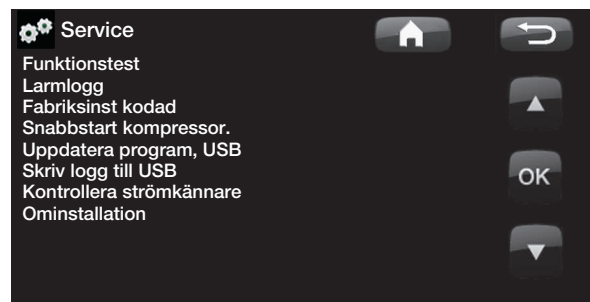 Service
Funktionstest
Larmlogg
Fabriksinst kodad
Snabbstart kompressor.
Uppdatera program, USB
Skriv logg till USB
Kontrollera strömkännare
Ominstallation
OK